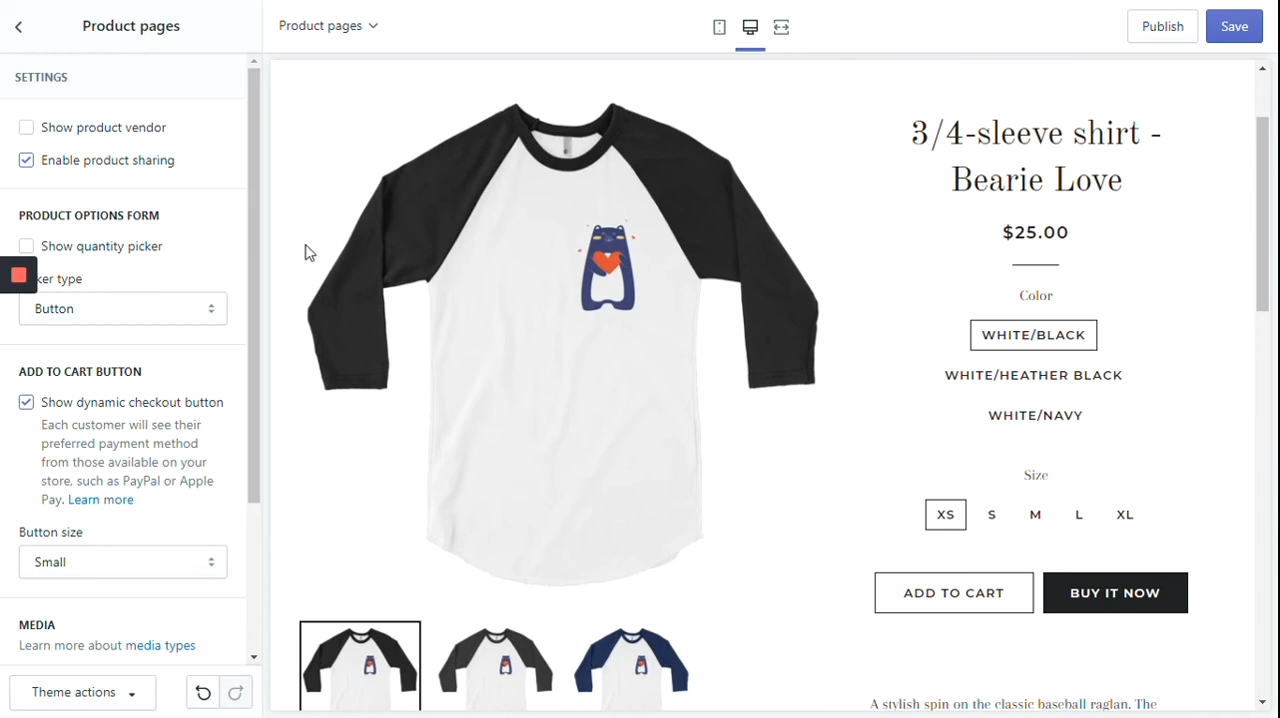 Product pages
SETTINGS
Show product vendor
Enable product sharing
PRODUCT OPTIONS FORM
Show quantity picker
ker type
Button
ADD TO CART BUTTON
Show dynamic checkout button
Each customer will see their
preferred payment method
from those available on your
store, such as PayPal or Apple
Pay. Learn more
Button size
Small
MEDIA
Learn more about media types
Theme actions
Product pages
Publish
Save
3/4-sleeve shirt -
Bearie Love
$25.00
Color
WHITE/BLACK
WHITE/HEATHER BLACK
WHITE/NAVY
Size
XS S M L XL
ADD TO CART
BUY IT NOW
A stylish spin on the classic baseball raglan. The